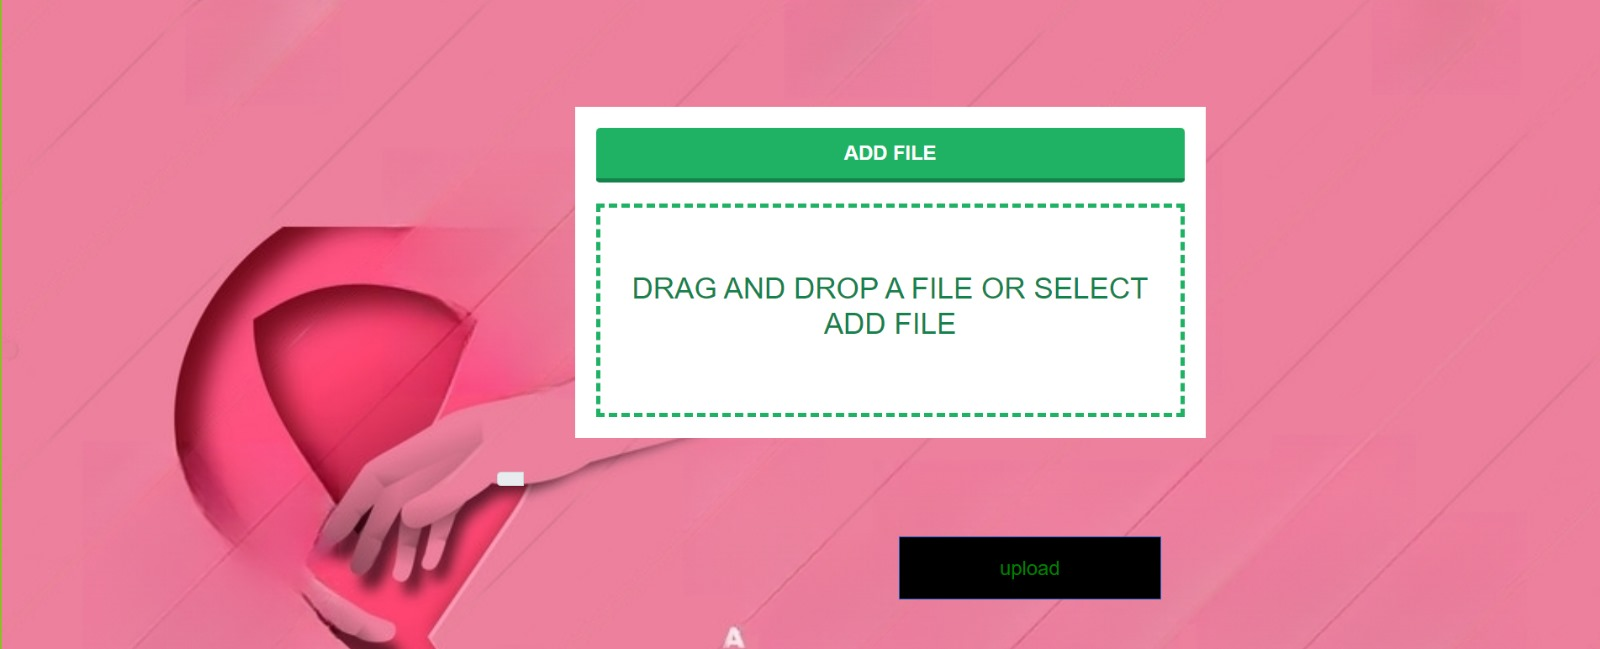 ADD FILE
DRAG AND DROP A FILE OR SELECT
ADD FILE
upload
A